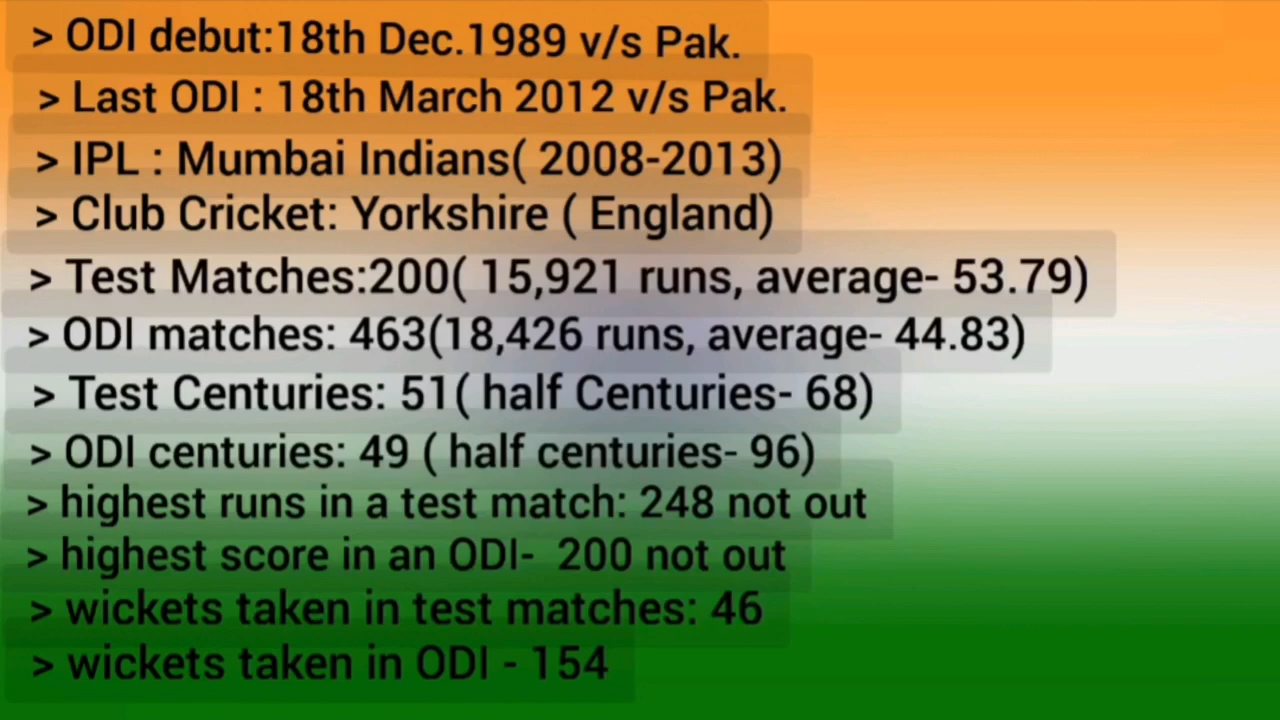 > ODI debut:18th Dec.1989 v/s Pak.
> Last ODI : 18th March 2012 v/s Pak.
> IPL : Mumbai Indians( 2008-2013)
> Club Cricket: Yorkshire ( England)
> Test Matches:200( 15,921 runs, average- 53.79)
> ODI matches: 463(18,426 runs, average- 44.83)
> Test Centuries: 51( half Centuries- 68)
> ODI centuries: 49 ( half centuries- 96)
> highest runs in a test match: 248 not out
> highest score in an ODI-  200 not out
> wickets taken in test matches: 46
> wickets taken in ODI - 154